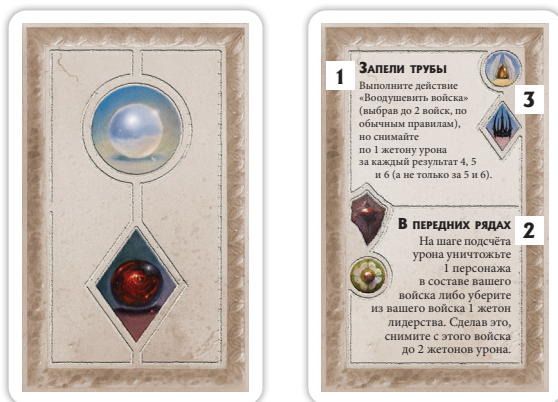 1
ЗАПЕЛИ ТРУБЫ
Выполните действие
«Воодушевить войска»
(выбрав до 2 войск, по
обычным правилам),
но снимайте
по 1 жетону урона
за каждый результат 4, 5
и 6 (а не только за 5 и 6).
3
В ПЕРЕДНИХ РЯДАХ
2
На шаге подсчёта
урона уничтожьте
1 персонажа
в составе вашего
войска либо уберите
из вашего войска 1 жетон
лидерства. Сделав это,
снимите с этого войска
до 2 жетонов урона.